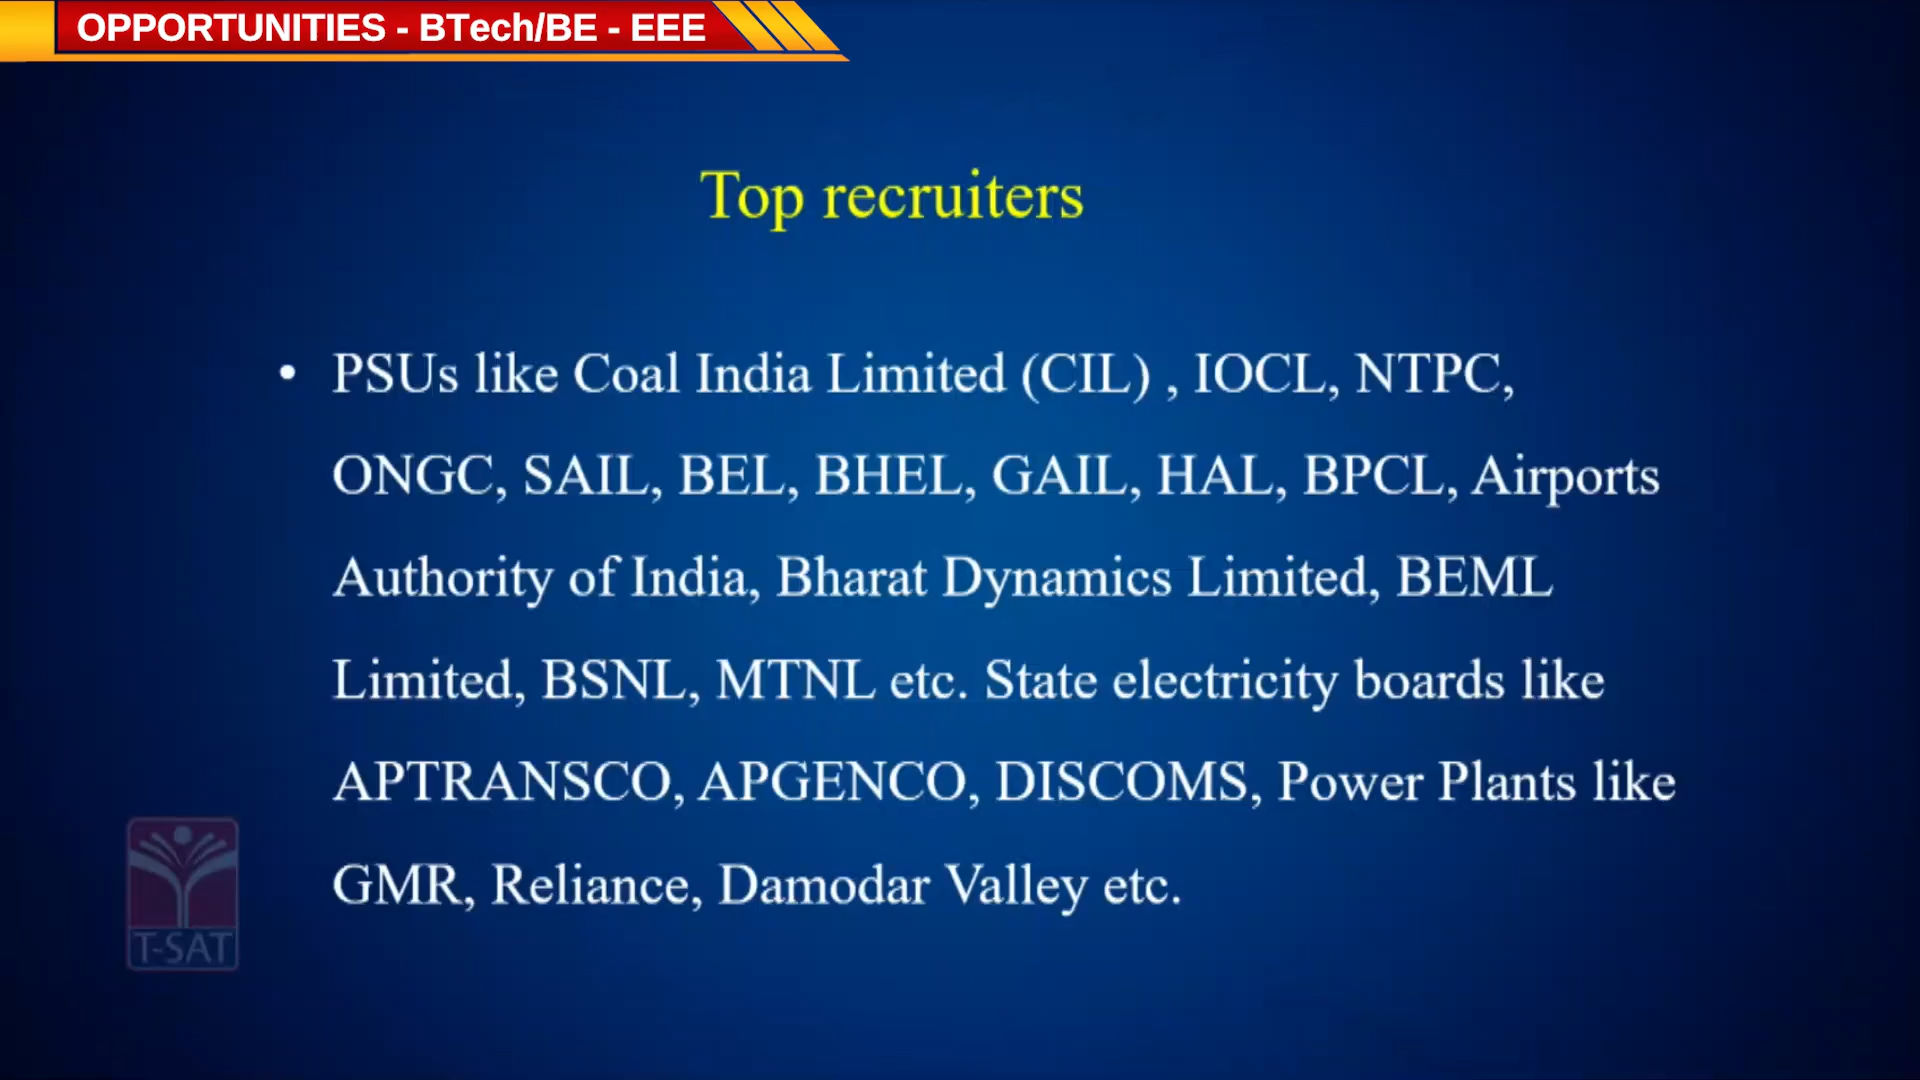 OPPORTUNITIES - BTech/BE - EEE
Top recruiters
• PSUs like Coal India Limited (CIL) , IOCL, NTPC,
ONGC, SAIL, BEL, BHEL, GAIL, HAL, BPCL, Airports
Authority of India, Bharat Dynamics Limited, BEML
Limited, BSNL, MTNL etc. State electricity boards like
APTRANSCO, APGENCO, DISCOMS, Power Plants like
GMR, Reliance, Damodar Valley etc.
T-SAT